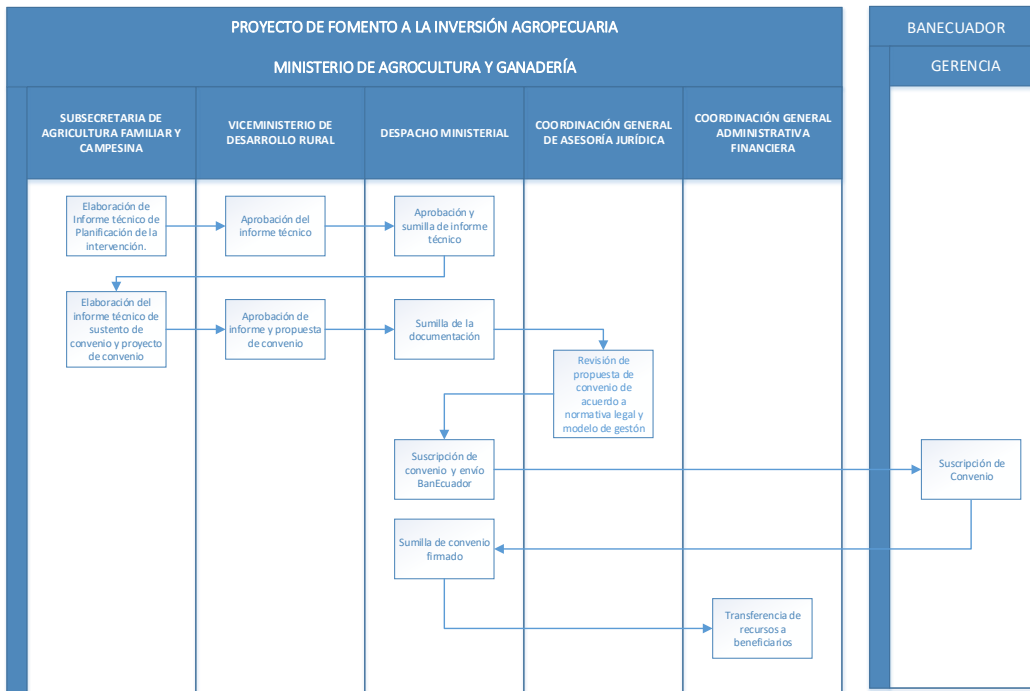 PROYECTO DE FOMENTO A LA INVERSIÓN AGROPECUARIA
MINISTERIO DE AGROCULTURA Y GANADERÍA
BANECUADOR
GERENCIA
SUBSECRETARIA DE
AGRICULTURA FAMILIAR Y
CAMPESINA
VICEMINISTERIO DE
DESARROLLO RURAL
DESPACHO MINISTERIAL
COORDINACIÓN GENERAL
DE ASESORÍA JURÍDICA
COORDINACIÓN GENERAL
ADMINISTRATIVA
FINANCIERA
Elaboración de
Informe técnico de
Planificación de la
intervención.
Aprobación del
informe técnico
Aprobación y
sumilla de informe
técnico
Elaboración del
informe técnico de
sustento de
convenio y proyecto
de convenio
Aprobación de
informe y propuesta
de convenio
Sumilla de la
documentación
Revisión de
propuesta de
convenio de
acuerdo a
normativa legal y
modelo de gestión
Suscripción de
convenio y envío
BanEcuador
Suscripción de
Convenio
Sumilla de convenio
firmado
Transferencia de
recursos a
beneficiarios